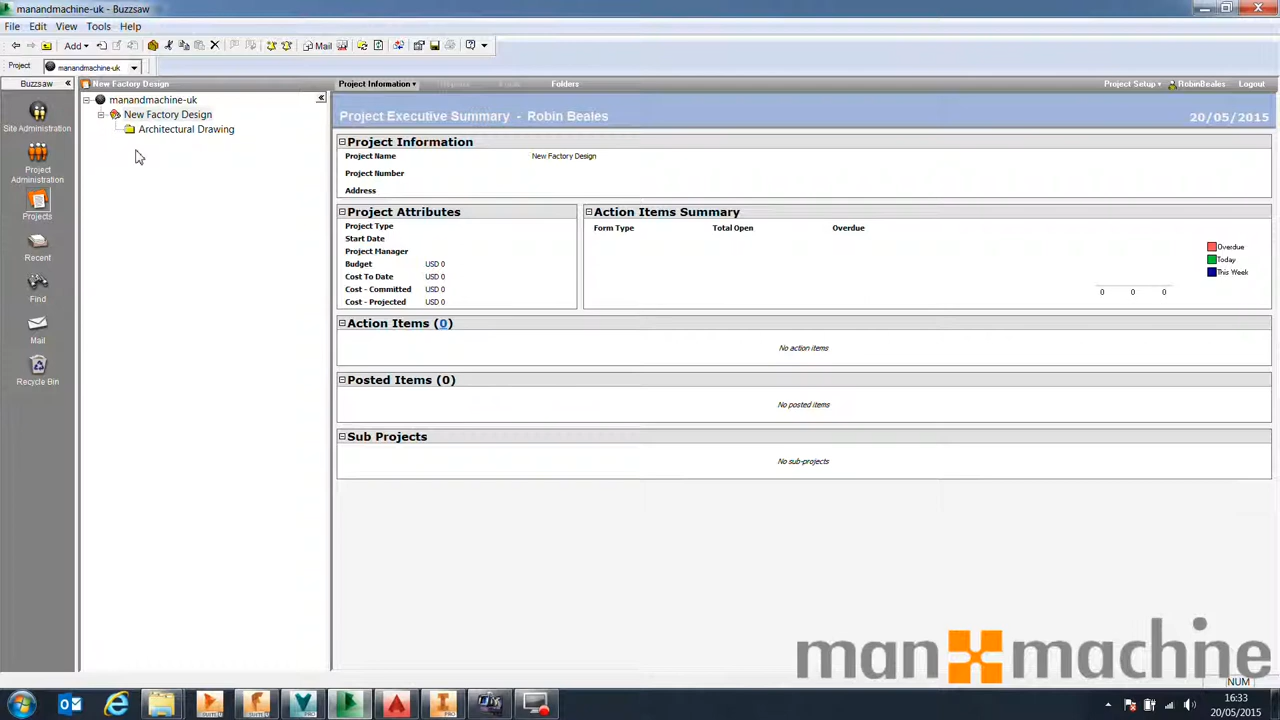 manandmachine-uk - Buzzsaw
File Edit View Tools Help
Add Mail
Project manandmachine-uk
Buzzsaw
New Factory Design
Project Information Folders Project Setup RobinBeales Logout
manandmachine-uk
New Factory Design
Architectural Drawing
Site Administration
Project Administration
Projects
Recent
Find
Mail
Recycle Bin
Project Executive Summary - Robin Beales 20/05/2015
Project Information
Project Name New Factory Design
Project Number
Address
Project Attributes
Project Type
Start Date
Project Manager
Budget USD 0
Cost To Date USD 0
Cost - Committed USD 0
Cost - Projected USD 0
Action Items Summary
Form Type Total Open Overdue
Overdue
Today
This Week
0 0 0
Action Items (0)
No action items
Posted Items (0)
No posted items
Sub Projects
No sub-projects
man machine
NUM
16:33
20/05/2015